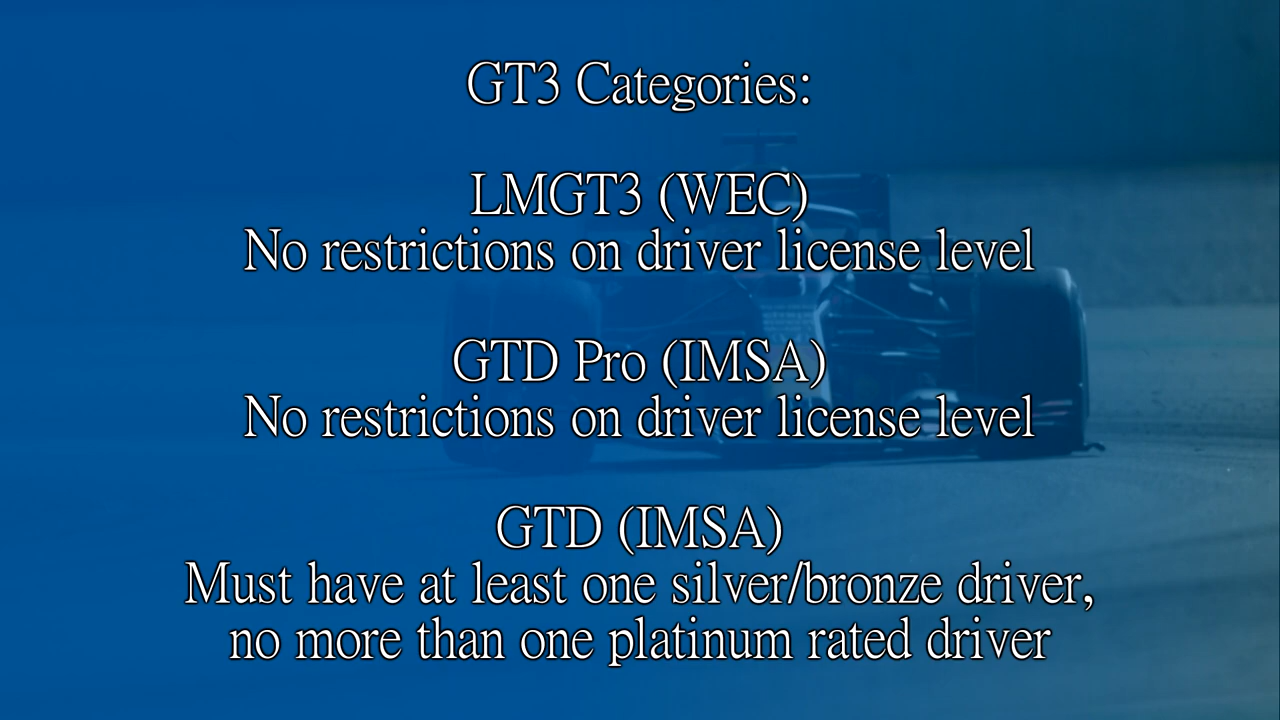 GT3 Categories:
LMGT3 (WEC)
No restrictions on driver license level
GTD Pro (IMSA)
No restrictions on driver license level
GTD (IMSA)
Must have at least one silver/bronze driver,
no more than one platinum rated driver